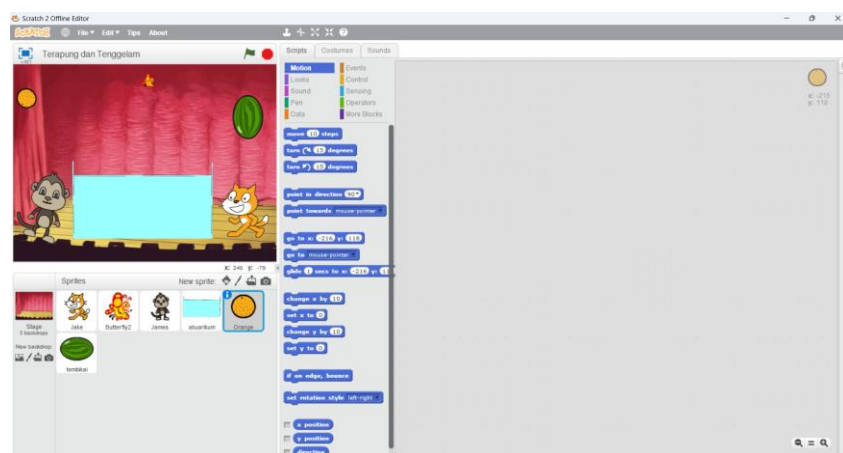 Scratch 2 Offline Editor
SCRATCH File Edit Tips About
Terapung dan Tenggelam
Scripts Costumes Sounds
Motion Events
Looks Control
Sound Sensing
Pen Operators
Data More Blocks
x: -215
y: 118
move 10 steps
turn 15 degrees
turn 15 degrees
point in direction 90
point towards mouse-pointer
go to x: -216 y: 118
go to mouse-pointer
glide 1 secs to x: -216 y: 11
change x by 10
set x to 0
change y by 10
set y to 0
if on edge, bounce
set rotation style left-right
x position
y position
direction
X: 240 Y: -79
Sprites New sprite:
Stage
Jake Butterfly2 James akuarium Orange
New backdrop:
tembikai